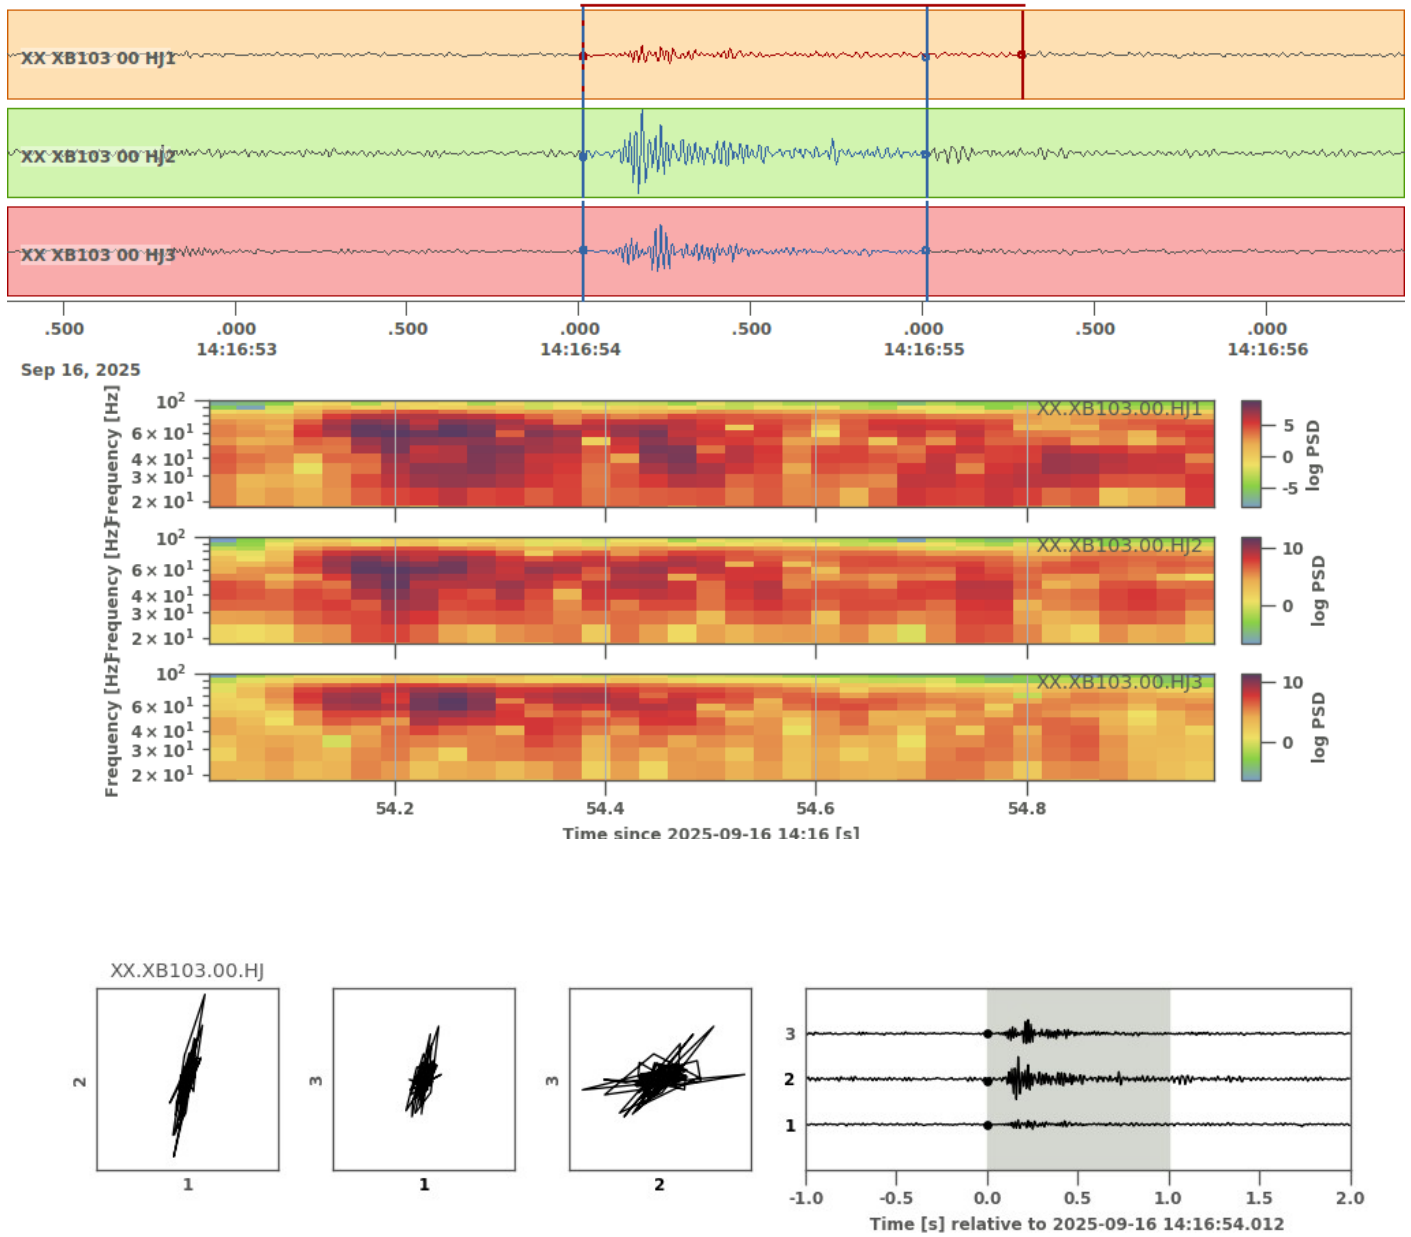 XX XB103 00 HJ1
XX XB103 00 HJ2
XX XB103 00 HJ3
.500 .000 .500 .000 .500 .000 .500 .000
14:16:53 14:16:54 14:16:55 14:16:56
Sep 16, 2025
Frequency [Hz]
10²
6 × 10¹
4 × 10¹
3 × 10¹
2 × 10¹
XX.XB103.00.HJ1
5
0
-5
log PSD
Frequency [Hz]
10²
6 × 10¹
4 × 10¹
3 × 10¹
2 × 10¹
XX.XB103.00.HJ2
10
0
log PSD
Frequency [Hz]
10²
6 × 10¹
4 × 10¹
3 × 10¹
2 × 10¹
XX.XB103.00.HJ3
10
0
log PSD
54.2 54.4 54.6 54.8
Time since 2025-09-16 14:16 [s]
XX.XB103.00.HJ
2
1
3
1
3
2
3
2
1
-1.0 -0.5 0.0 0.5 1.0 1.5 2.0
Time [s] relative to 2025-09-16 14:16:54.012